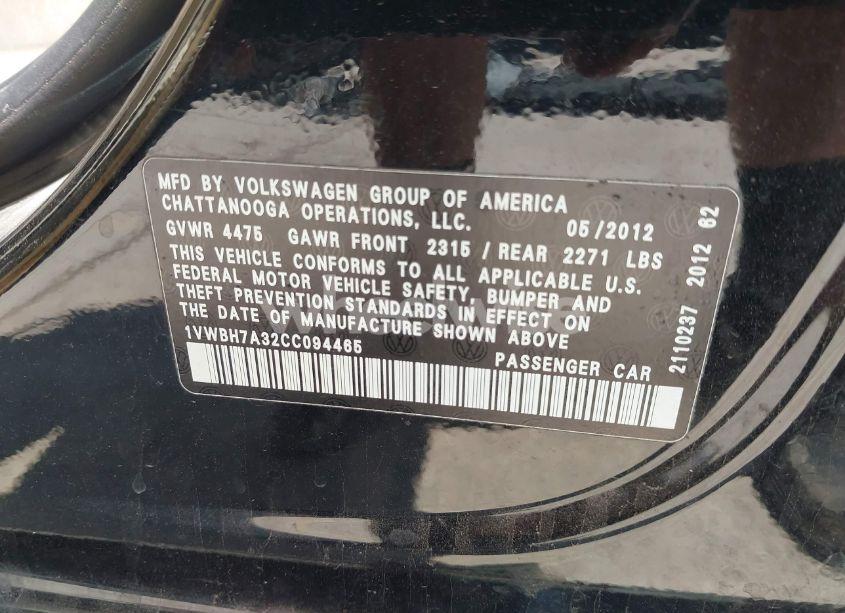 MFD BY VOLKSWAGEN GROUP OF AMERICA
CHATTANOOGA OPERATIONS, LLC. 05/2012
GVWR 4475 GAWR FRONT 2315 / REAR 2271 LBS
THIS VEHICLE CONFORMS TO ALL APPLICABLE U.S.
FEDERAL MOTOR VEHICLE SAFETY, BUMPER AND
THEFT PREVENTION STANDARDS IN EFFECT ON
THE DATE OF MANUFACTURE SHOWN ABOVE
1VWBH7A32CC094465
PASSENGER CAR
2110237 2012 62